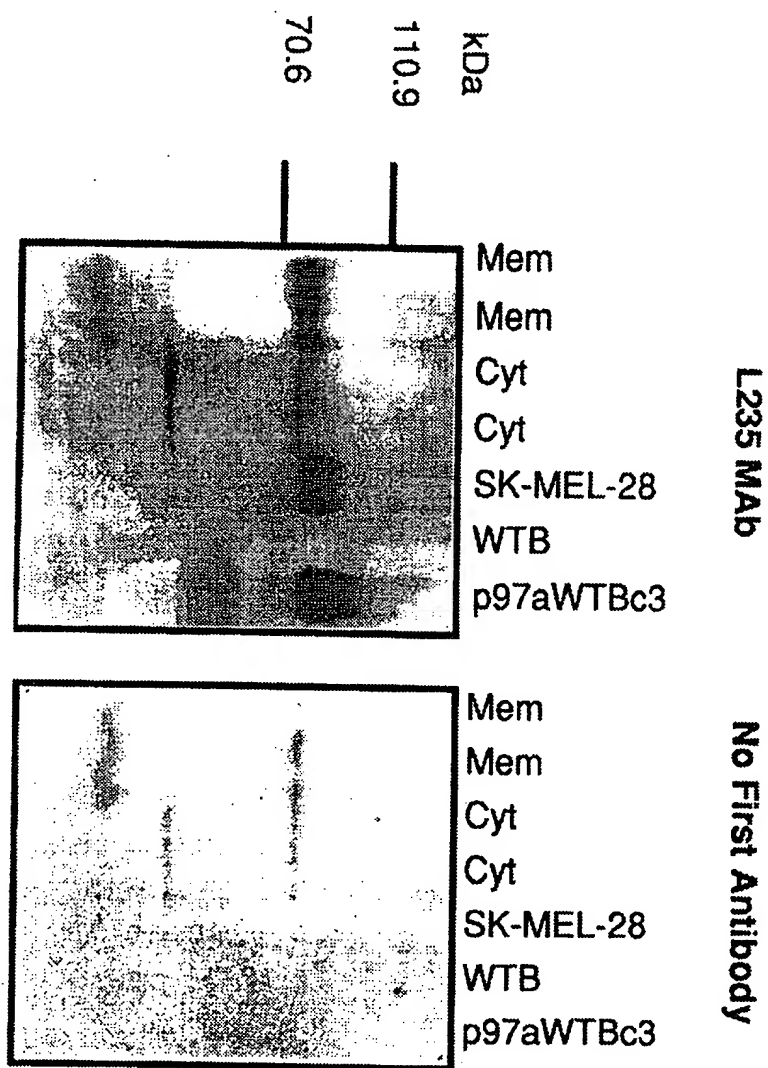 kDa
110.9
70.6
L235 MAb
Mem
Mem
Cyt
Cyt
SK-MEL-28
WTB
p97aWTBc3
No First Antibody
Mem
Mem
Cyt
Cyt
SK-MEL-28
WTB
p97aWTBc3